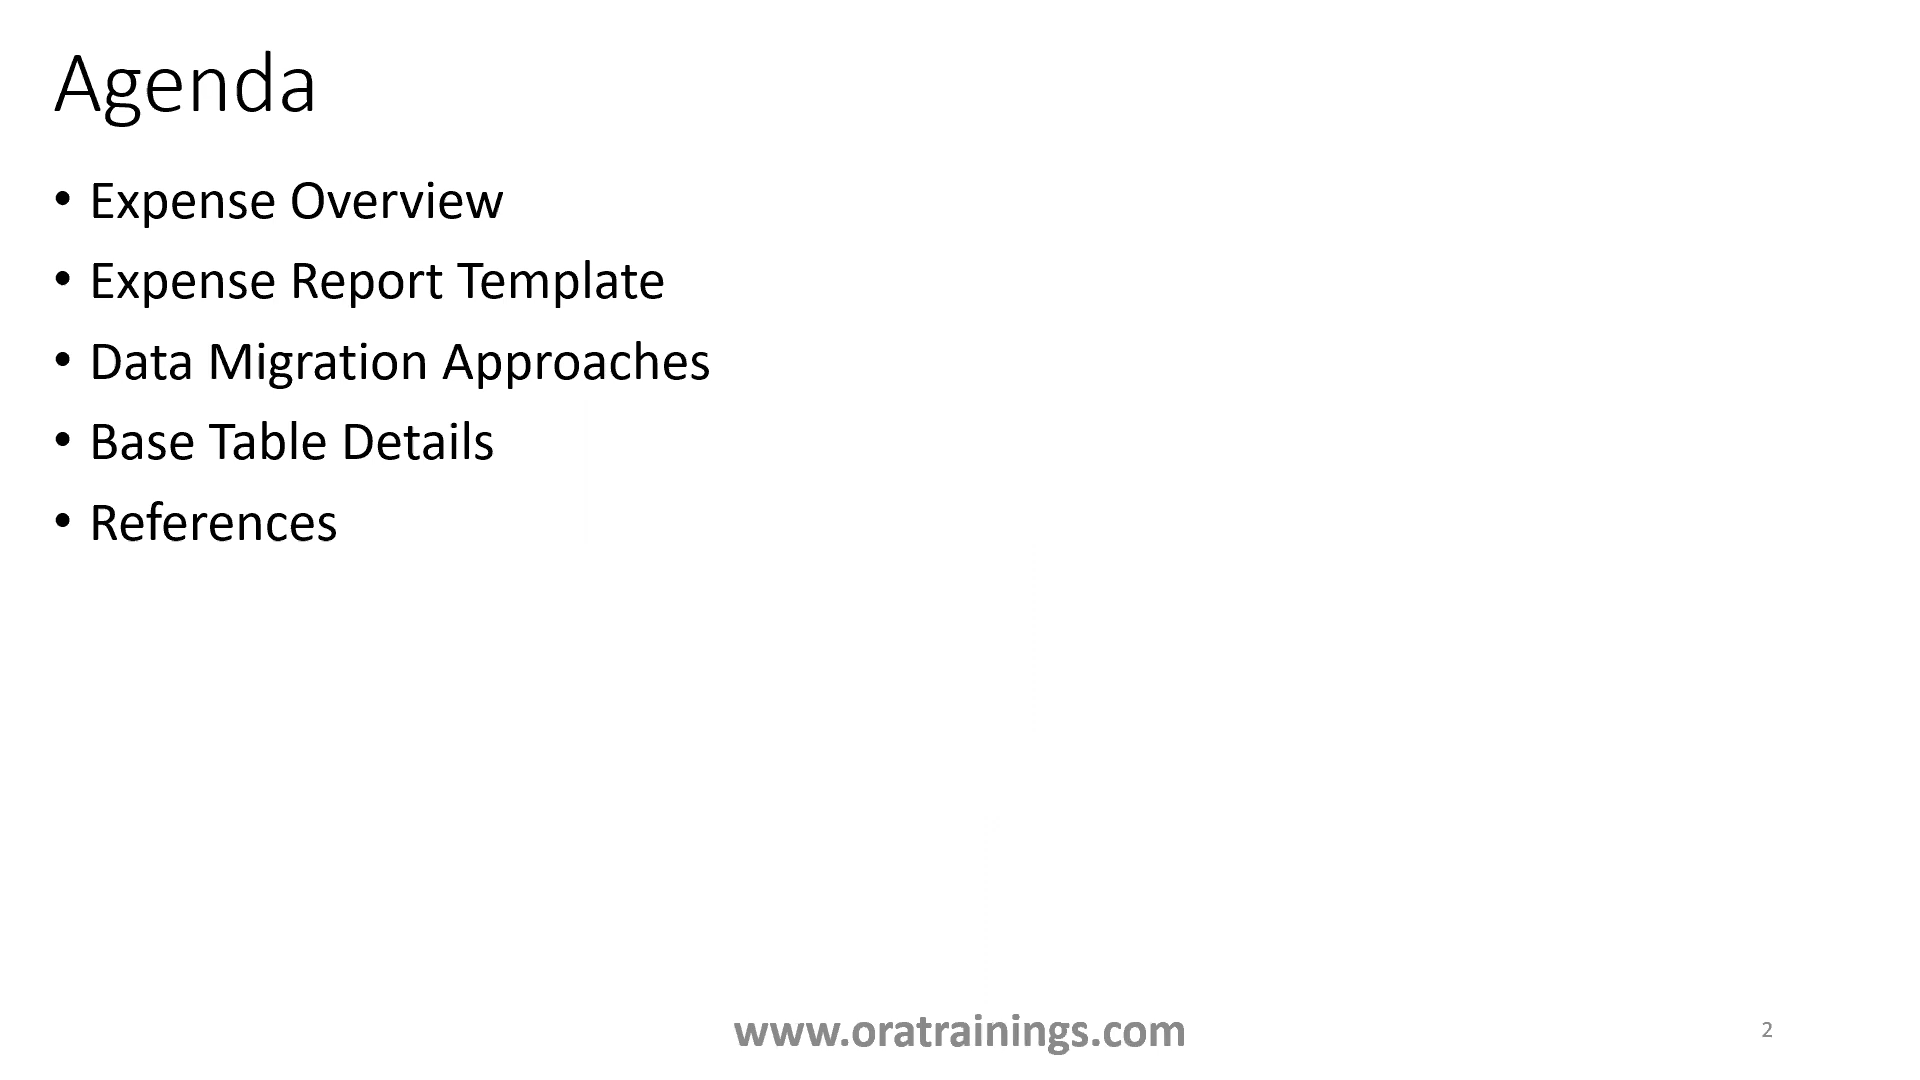 Agenda
• Expense Overview
• Expense Report Template
• Data Migration Approaches
• Base Table Details
• References
www.oratrainings.com
2